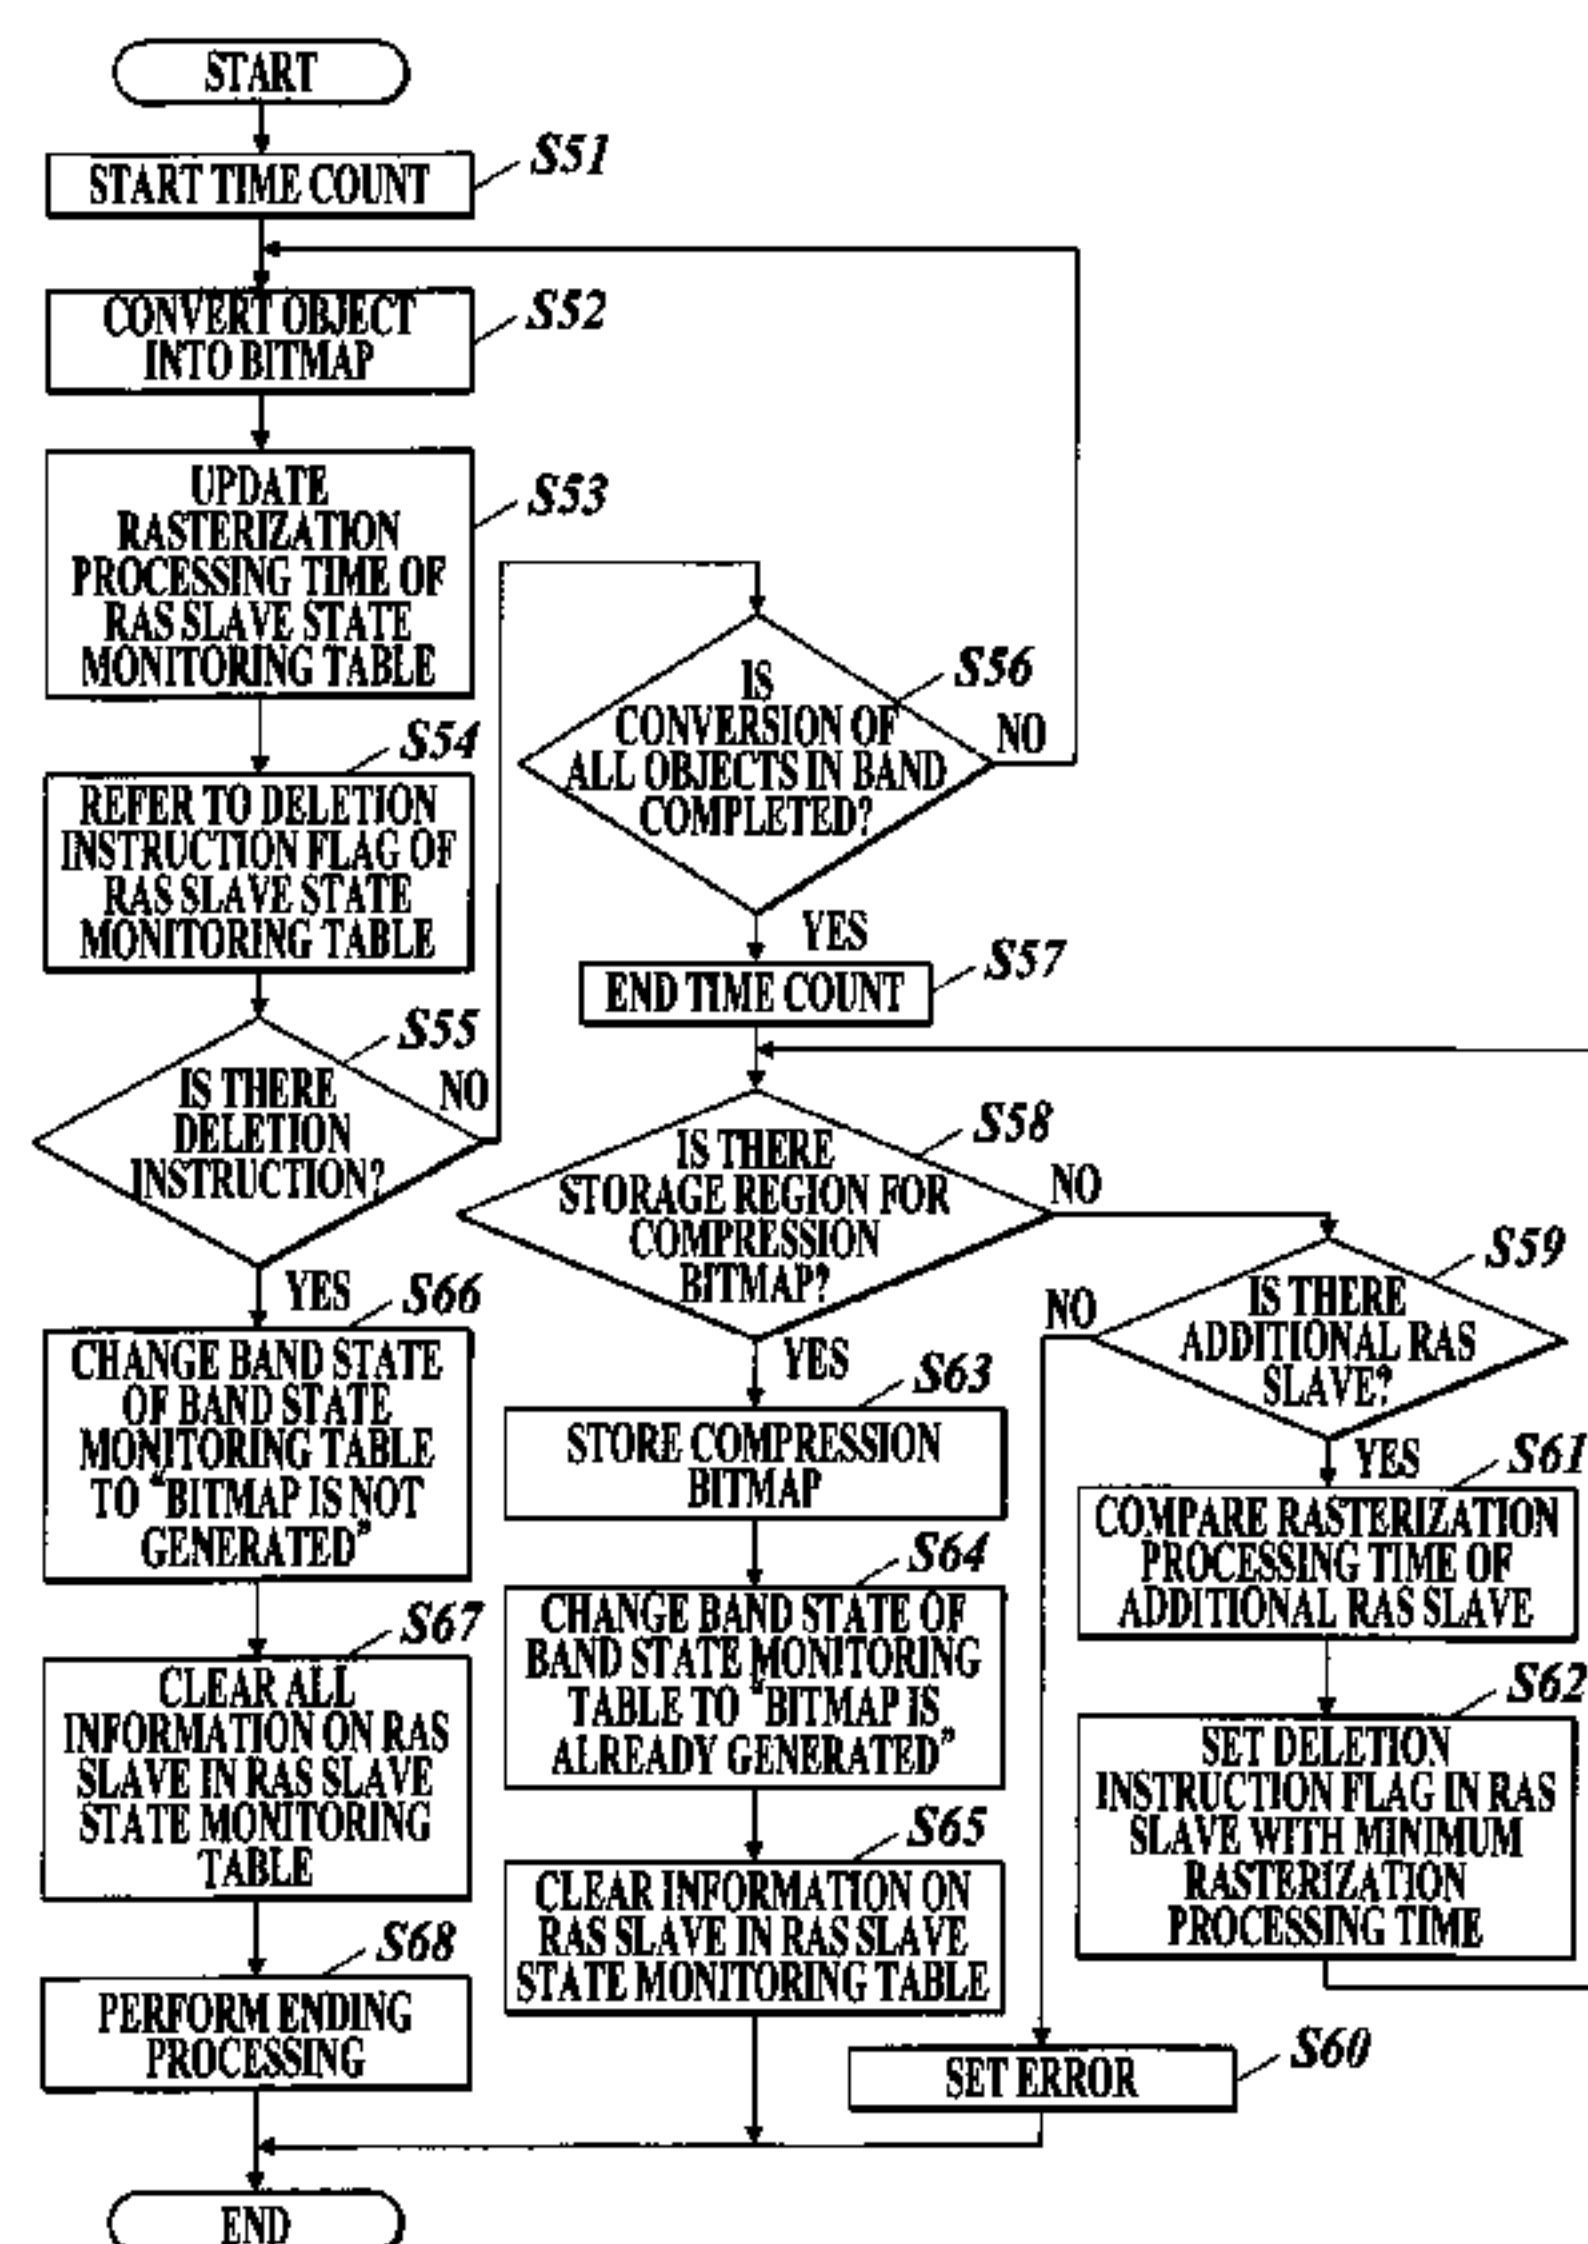 START
START TIME COUNT
S51
CONVERT OBJECT
INTO BITMAP
S52
UPDATE
RASTERIZATION
PROCESSING TIME OF
RAS SLAVE STATE
MONITORING TABLE
S53
S54
REFER TO DELETION
INSTRUCTION FLAG OF
RAS SLAVE STATE
MONITORING TABLE
S55
IS THERE
DELETION
INSTRUCTION?
NO
YES
S56
IS
CONVERSION OF
ALL OBJECTS IN BAND
COMPLETED?
NO
YES
S57
END TIME COUNT
S58
IS THERE
STORAGE REGION FOR
COMPRESSION
BITMAP?
NO
YES
S59
IS THERE
ADDITIONAL RAS
SLAVE?
NO
YES
S61
COMPARE RASTERIZATION
PROCESSING TIME OF
ADDITIONAL RAS SLAVE
S62
SET DELETION
INSTRUCTION FLAG IN RAS
SLAVE WITH MINIMUM
RASTERIZATION
PROCESSING TIME
S63
STORE COMPRESSION
BITMAP
S64
CHANGE BAND STATE OF
BAND STATE MONITORING
TABLE TO “BITMAP IS
ALREADY GENERATED”
S65
CLEAR INFORMATION ON
RAS SLAVE IN RAS SLAVE
STATE MONITORING TABLE
S60
SET ERROR
S66
CHANGE BAND STATE
OF BAND STATE
MONITORING TABLE
TO “BITMAP IS NOT
GENERATED”
S67
CLEAR ALL
INFORMATION ON RAS
SLAVE IN RAS SLAVE
STATE MONITORING
TABLE
S68
PERFORM ENDING
PROCESSING
END